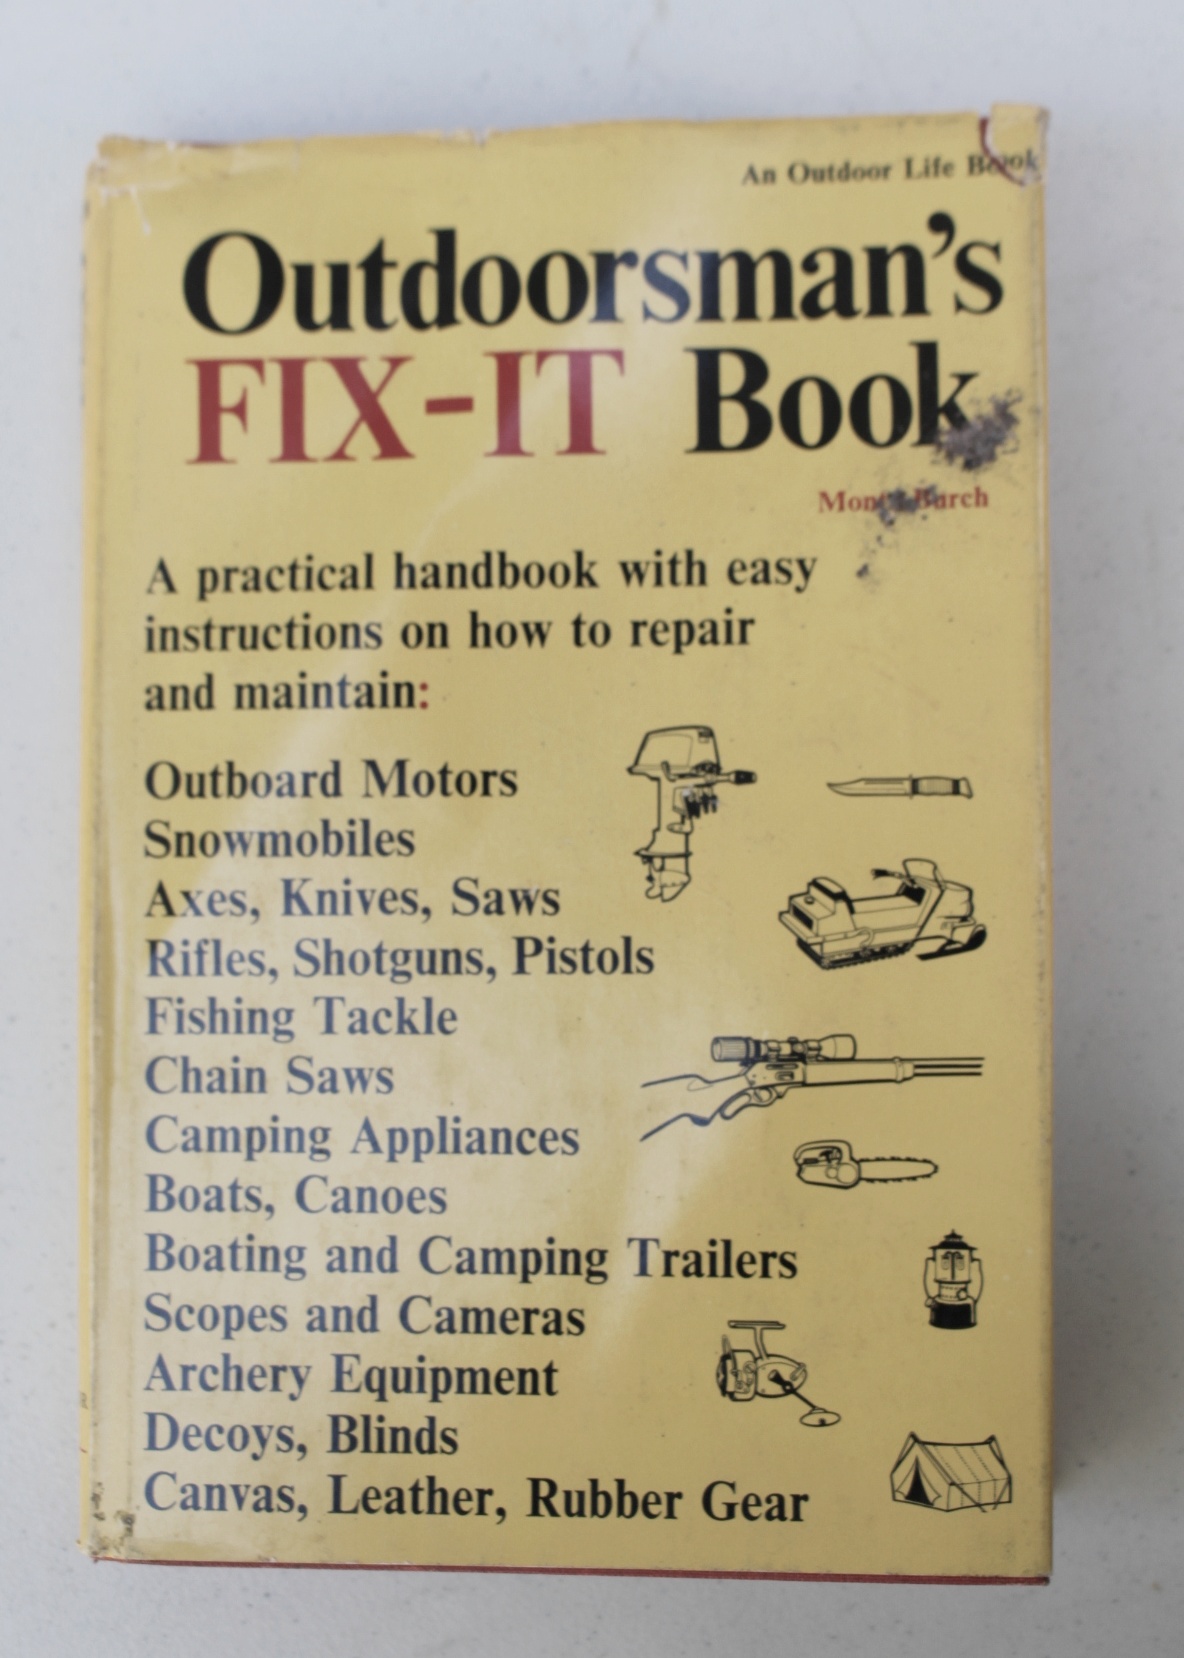 An Outdoor Life Book
Outdoorsman's
FIX-IT Book
Monte Burch
A practical handbook with easy
instructions on how to repair
and maintain:
Outboard Motors
Snowmobiles
Axes, Knives, Saws
Rifles, Shotguns, Pistols
Fishing Tackle
Chain Saws
Camping Appliances
Boats, Canoes
Boating and Camping Trailers
Scopes and Cameras
Archery Equipment
Decoys, Blinds
Canvas, Leather, Rubber Gear